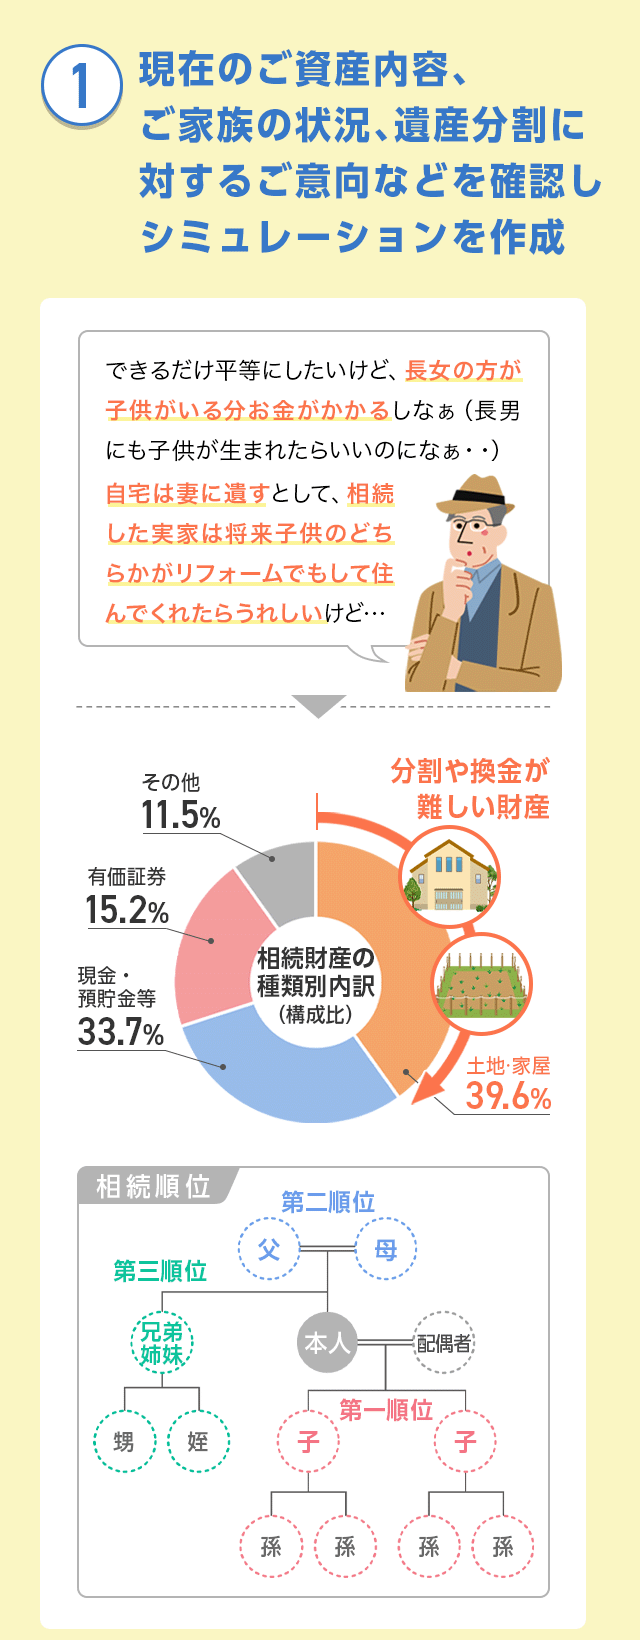 1
現在のご資産内容、
ご家族の状況、遺産分割に
対するご意向などを確認し
シミュレーションを作成
できるだけ平等にしたいけど、長女の方が
子供がいる分お金がかかるしなぁ（長男
にも子供が生まれたらいいのになぁ・・）
自宅は妻に遺すとして、相続
した実家は将来子供のどち
らかがリフォームでもして住
んでくれたらうれしいけど…
分割や換金が
難しい財産
その他
11.5%
有価証券
15.2%
現金・
預貯金等
33.7%
相続財産の
種類別内訳
（構成比）
土地・家屋
39.6%
相続順位
第二順位
父
母
第三順位
兄弟
姉妹
本人
配偶者
第一順位
甥
姪
子
子
孫
孫
孫
孫